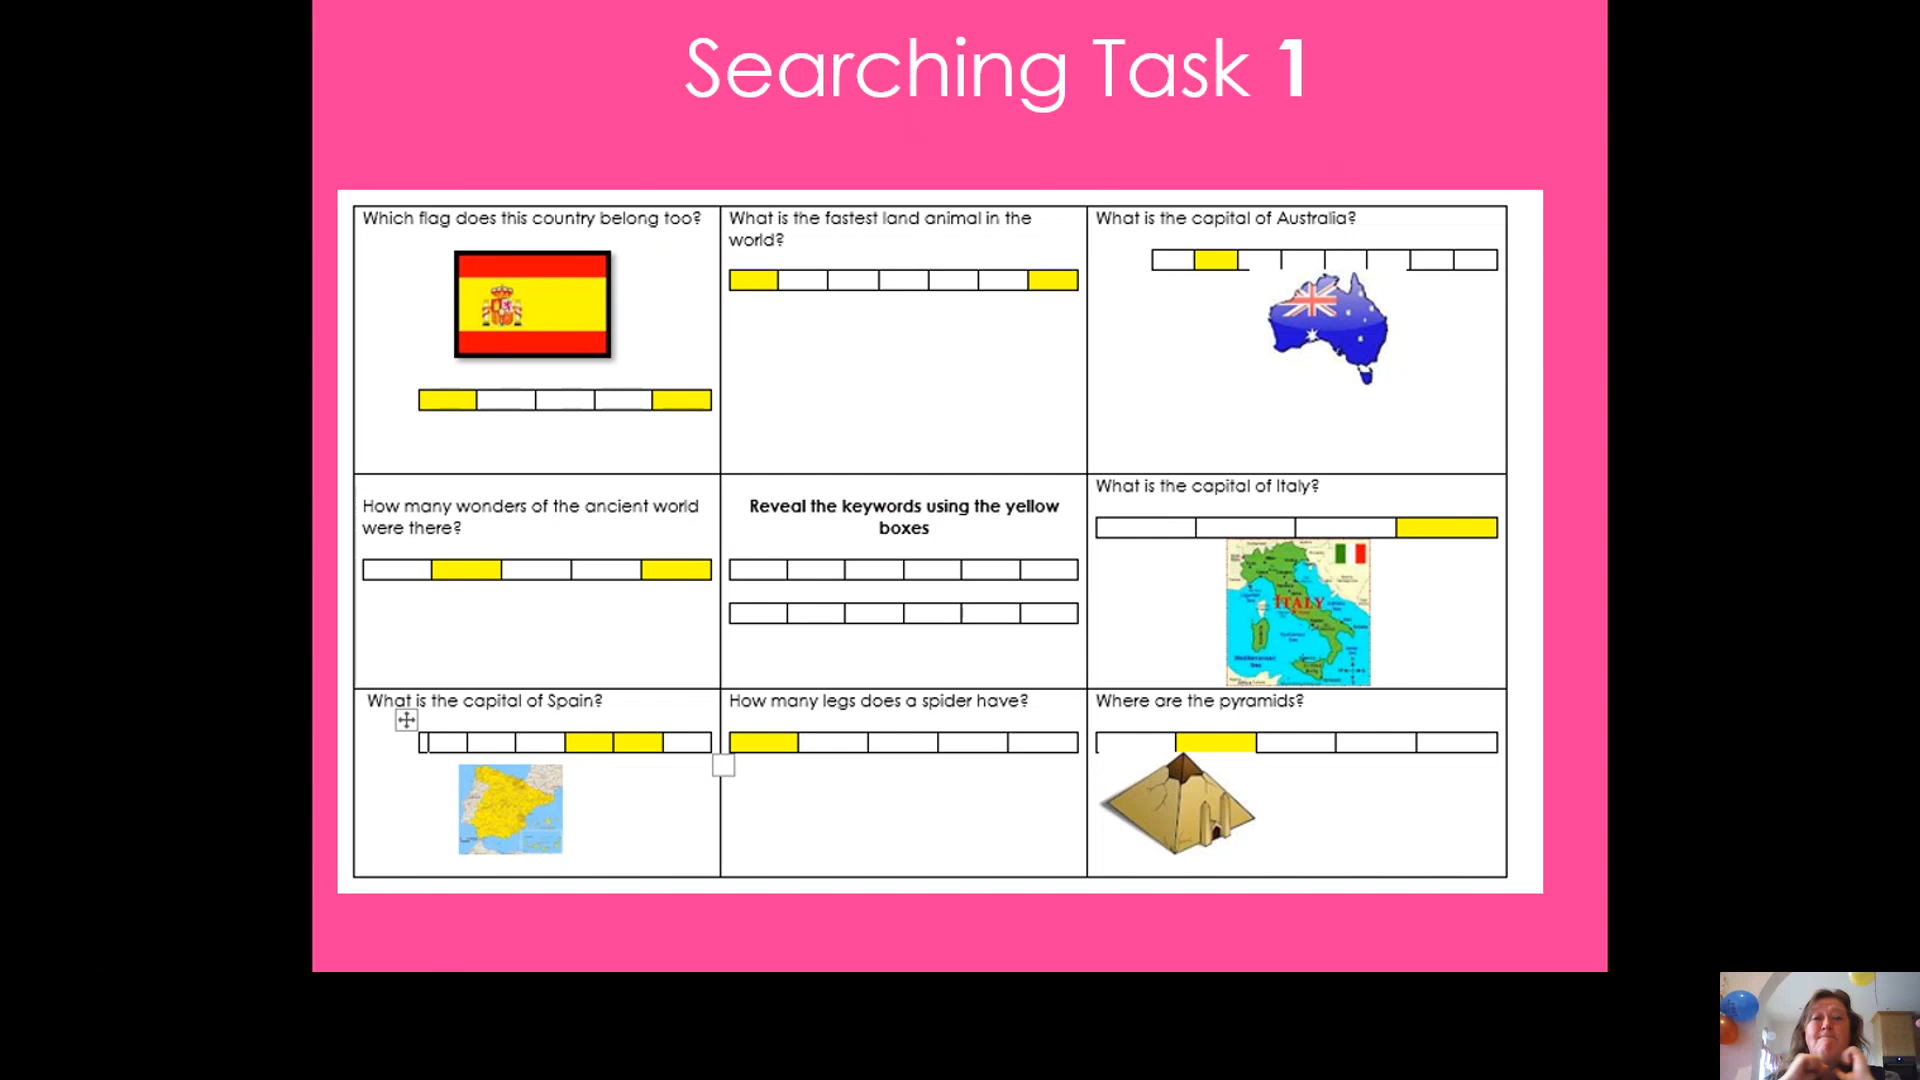 Searching Task 1
Which flag does this country belong too?
What is the fastest land animal in the
world?
What is the capital of Australia?
How many wonders of the ancient world
were there?
Reveal the keywords using the yellow
boxes
What is the capital of Italy?
ITALY
What is the capital of Spain?
How many legs does a spider have?
Where are the pyramids?